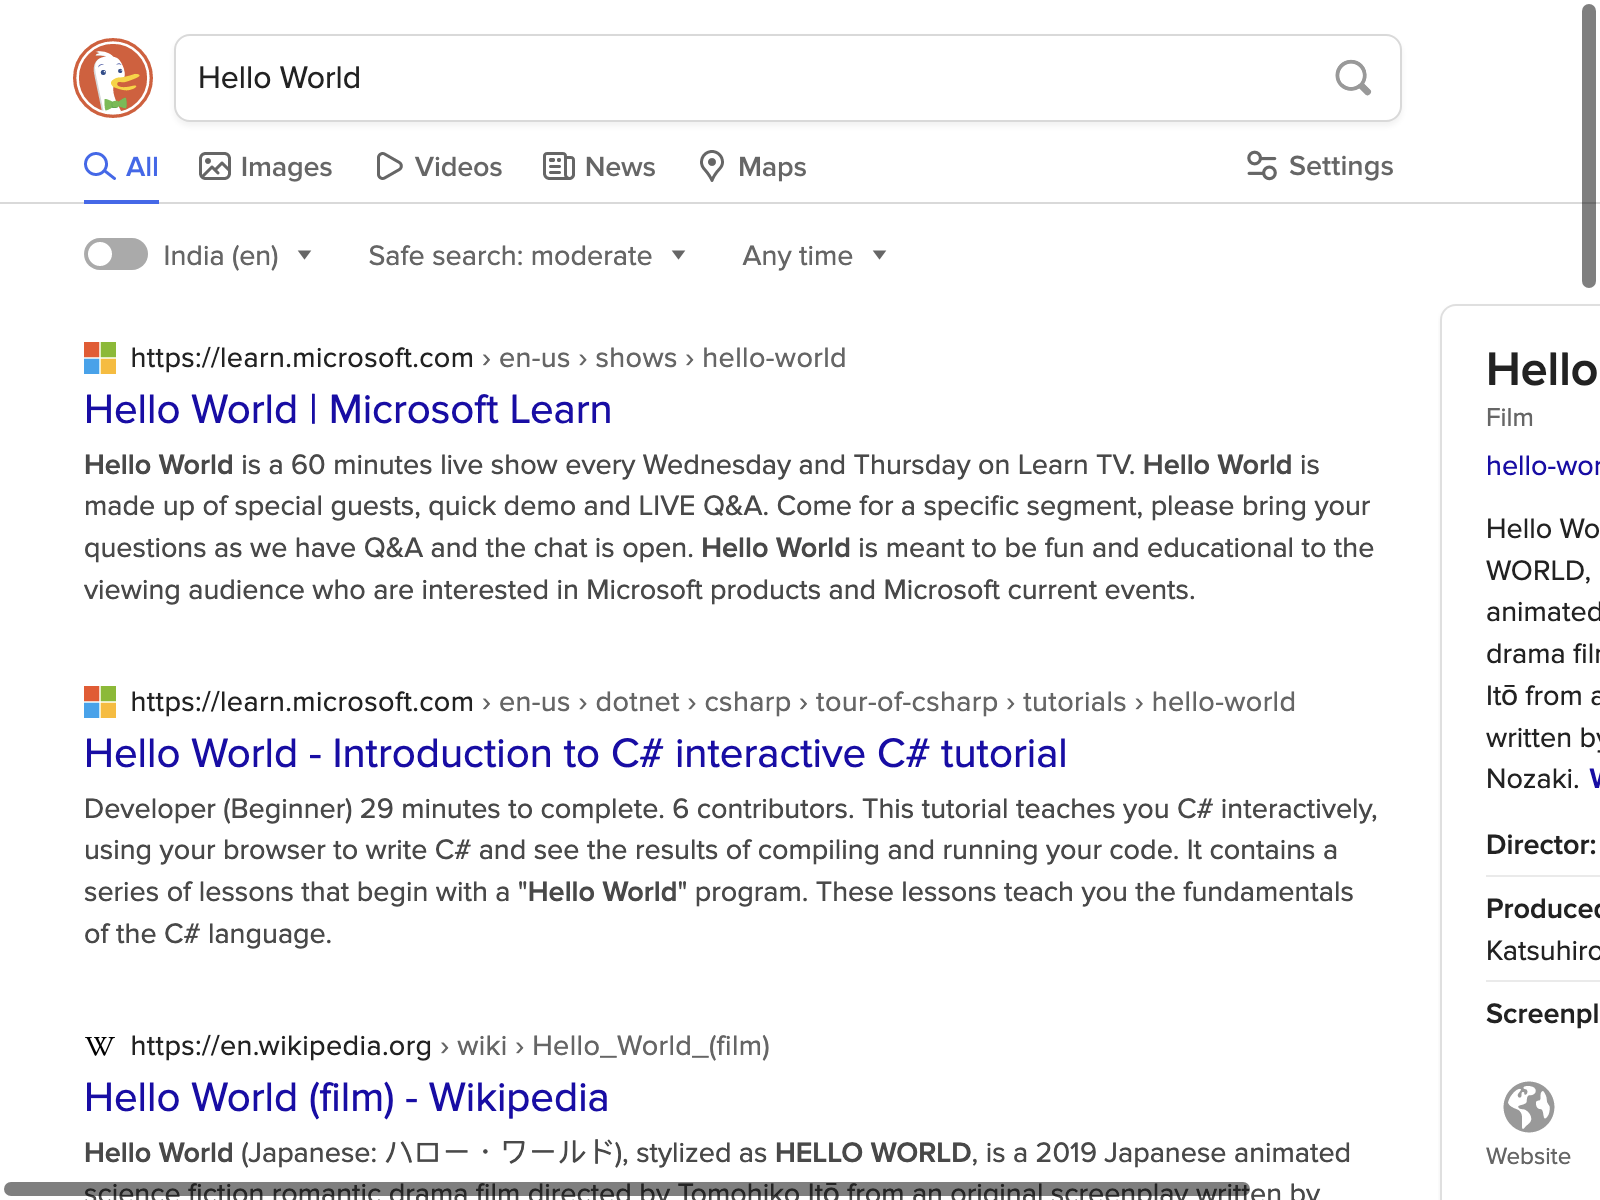 Hello World
All Images Videos News Maps Settings
India (en) Safe search: moderate Any time
https://learn.microsoft.com › en-us › shows › hello-world
Hello World | Microsoft Learn
Hello World is a 60 minutes live show every Wednesday and Thursday on Learn TV. Hello World is
made up of special guests, quick demo and LIVE Q&A. Come for a specific segment, please bring your
questions as we have Q&A and the chat is open. Hello World is meant to be fun and educational to the
viewing audience who are interested in Microsoft products and Microsoft current events.
https://learn.microsoft.com › en-us › dotnet › csharp › tour-of-csharp › tutorials › hello-world
Hello World - Introduction to C# interactive C# tutorial
Developer (Beginner) 29 minutes to complete. 6 contributors. This tutorial teaches you C# interactively,
using your browser to write C# and see the results of compiling and running your code. It contains a
series of lessons that begin with a "Hello World" program. These lessons teach you the fundamentals
of the C# language.
W https://en.wikipedia.org › wiki › Hello_World_(film)
Hello World (film) - Wikipedia
Hello World (Japanese: ハロー・ワールド), stylized as HELLO WORLD, is a 2019 Japanese animated
science fiction romantic drama film directed by Tomohiko Itō from an original screenplay written by
Hello
Film
hello-wor
Hello Wo
WORLD,
animated
drama fil
Itō from a
written by
Nozaki.
Director:
Produced
Katsuhiro
Screenpl
Website